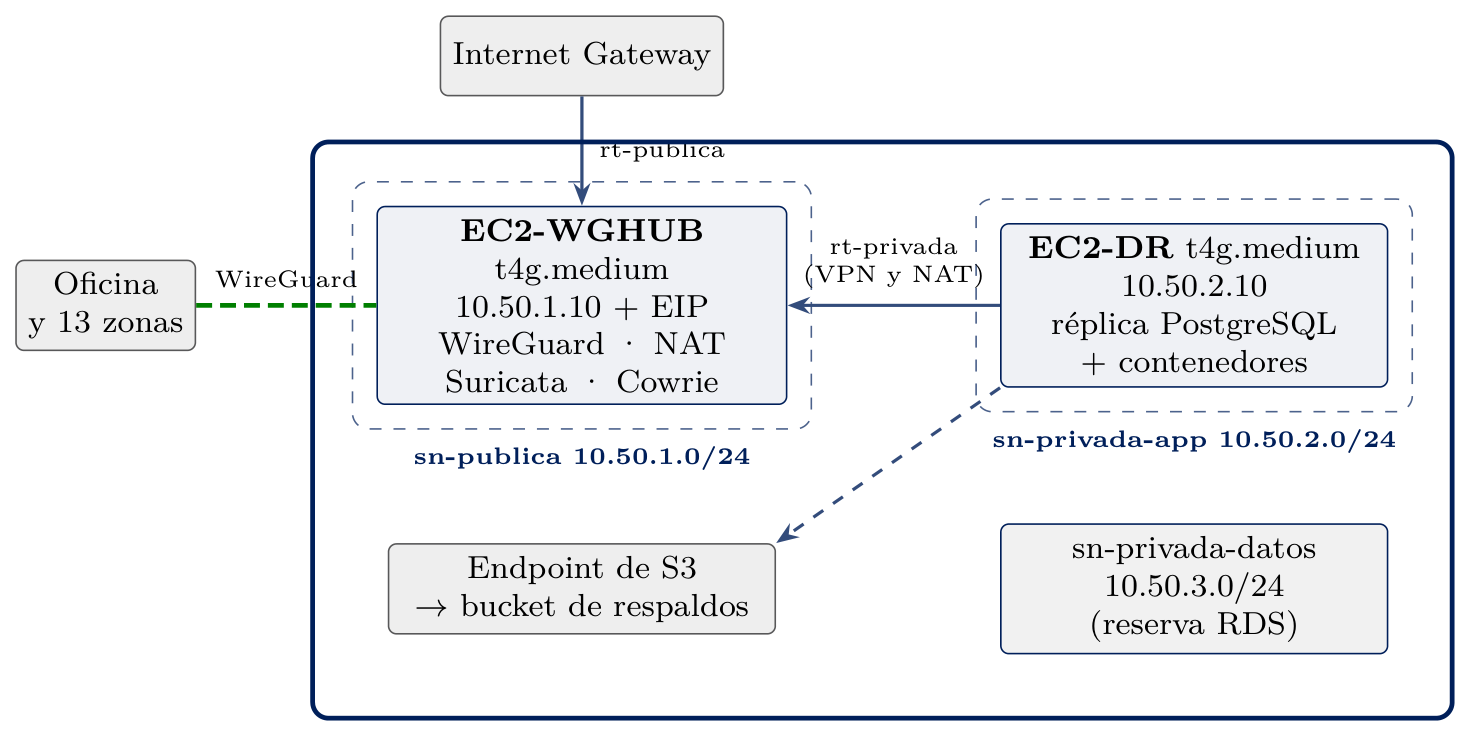 Internet Gateway
rt-publica
EC2-WGHUB
t4g.medium
10.50.1.10 + EIP
WireGuard · NAT
Suricata · Cowrie
sn-publica 10.50.1.0/24
Oficina
y 13 zonas
WireGuard
rt-privada
(VPN y NAT)
EC2-DR t4g.medium
10.50.2.10
réplica PostgreSQL
+ contenedores
sn-privada-app 10.50.2.0/24
Endpoint de S3
→ bucket de respaldos
sn-privada-datos
10.50.3.0/24
(reserva RDS)